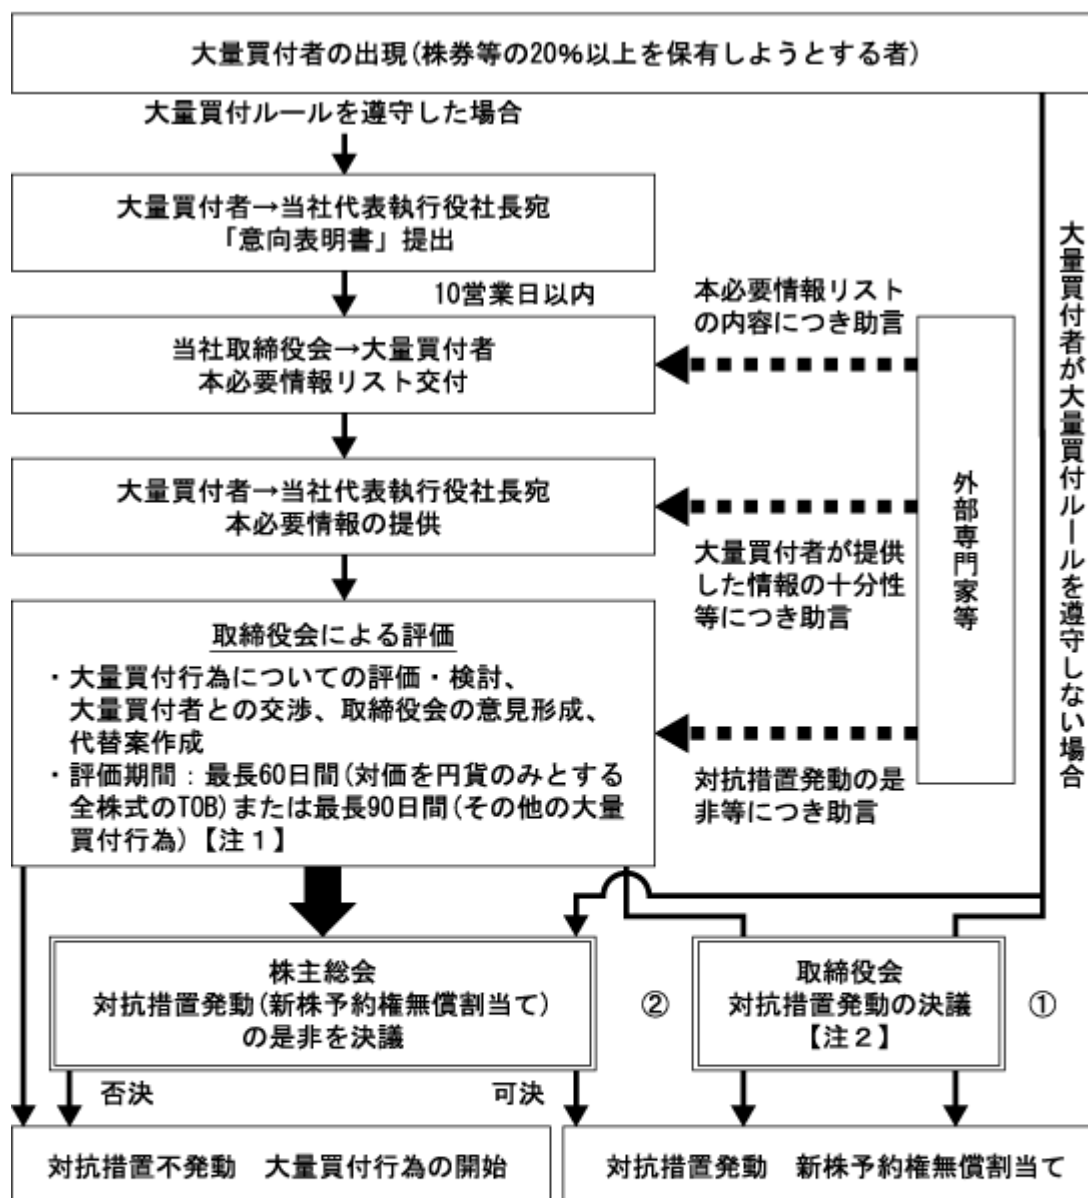 大量買付者の出現(株券等の20%以上を保有しようとする者)
大量買付ルールを遵守した場合
大量買付者→当社代表執行役社長宛
「意向表明書」提出
10営業日以内
当社取締役会→大量買付者
本必要情報リスト交付
本必要情報リスト
の内容につき助言
大量買付者→当社代表執行役社長宛
本必要情報の提供
大量買付者が提供
した情報の十分性
等につき助言
外部専門家等
大量買付者が大量買付ルールを遵守しない場合
取締役会による評価
・大量買付行為についての評価・検討、
大量買付者との交渉、取締役会の意見形成、
代替案作成
・評価期間：最長60日間(対価を円貨のみとする
全株式のTOB)または最長90日間(その他の大量
買付行為)【注１】
対抗措置発動の是
非等につき助言
株主総会
対抗措置発動(新株予約権無償割当て)
の是非を決議
②
取締役会
対抗措置発動の決議
【注２】
①
否決
可決
対抗措置不発動　大量買付行為の開始
対抗措置発動　新株予約権無償割当て